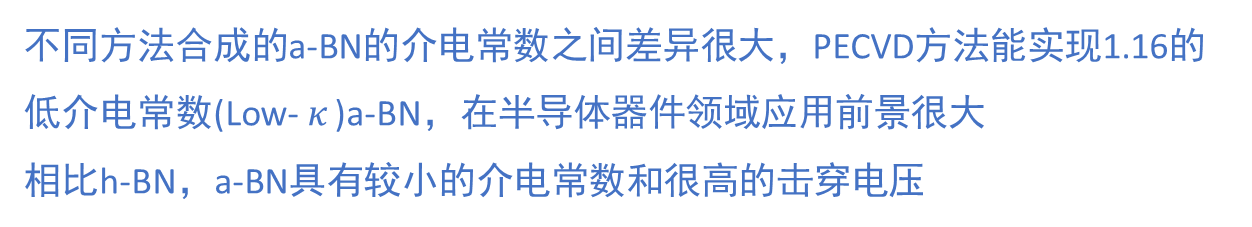 不同方法合成的a-BN的介电常数之间差异很大，PECVD方法能实现1.16的
低介电常数(Low- κ )a-BN，在半导体器件领域应用前景很大
相比h-BN，a-BN具有较小的介电常数和很高的击穿电压